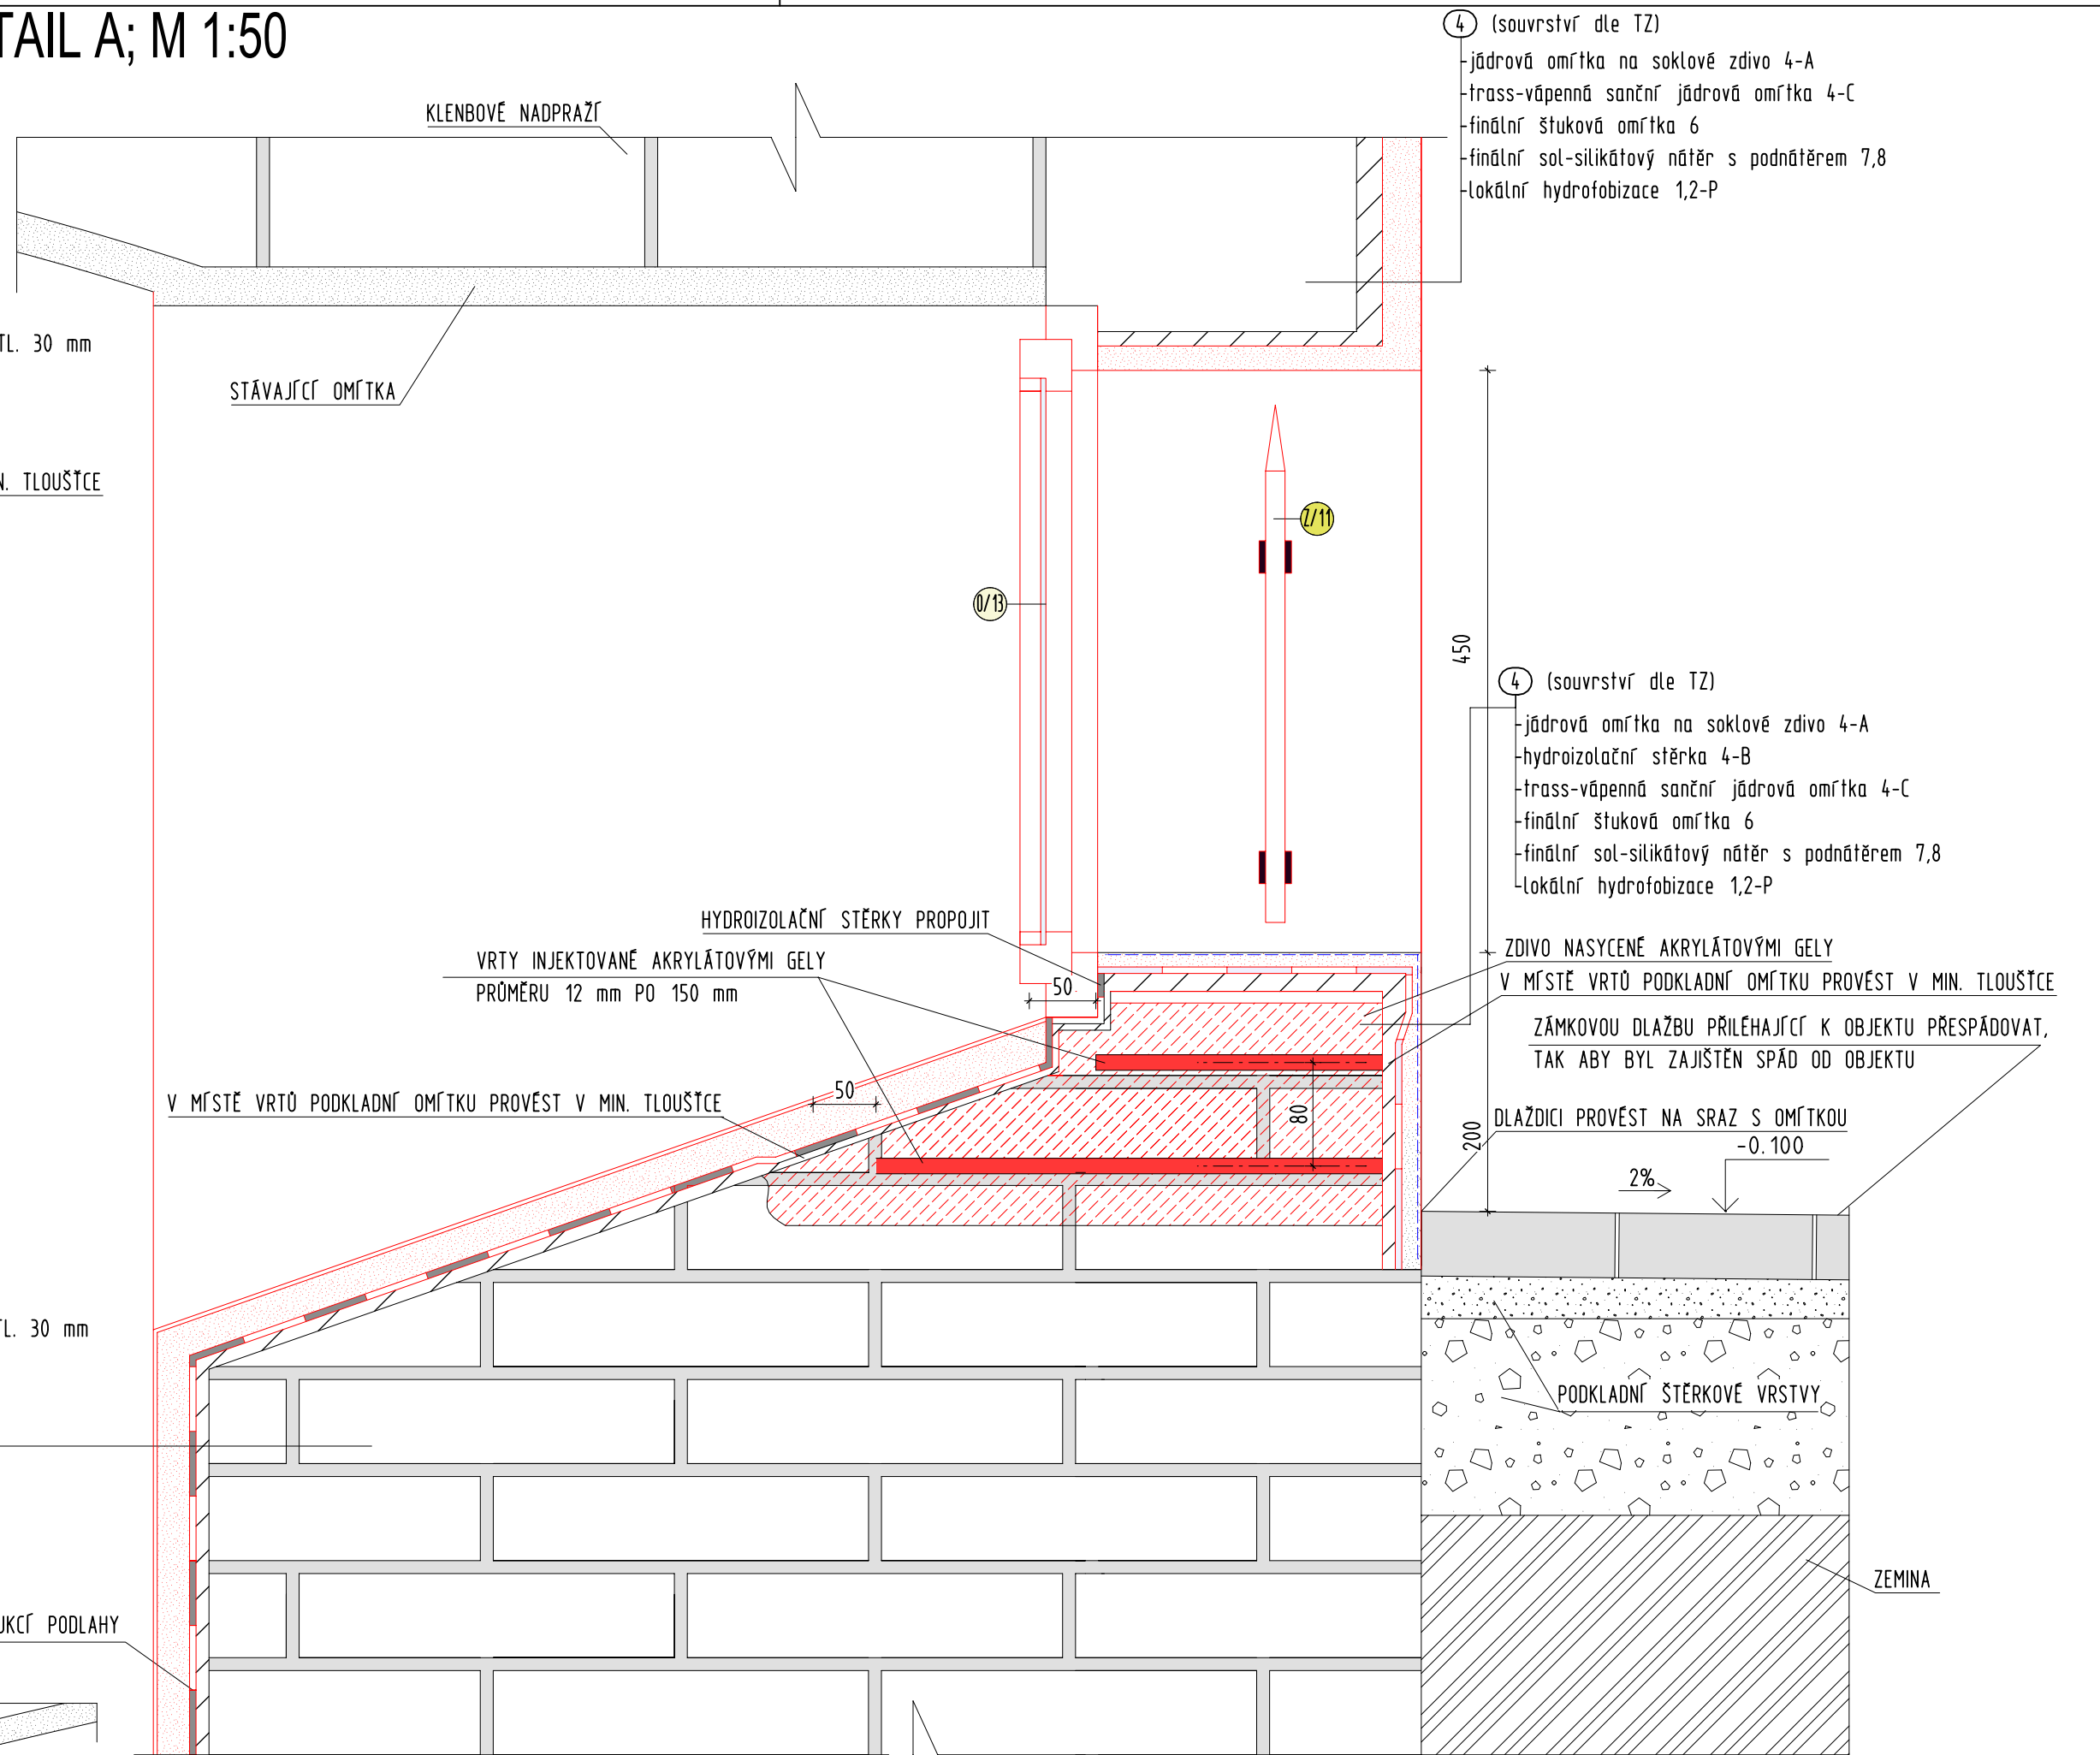 TAIL A; M 1:50
4 (souvrství dle TZ)
-jádrová omítka na soklové zdivo 4-A
-trass-vápenná sanční jádrová omítka 4-C
-finální štuková omítka 6
-finální sol-silikátový nátěr s podnátěrem 7,8
-lokální hydrofobizace 1,2-P
KLENBOVÉ NADPRAŽÍ
TL. 30 mm
STÁVAJÍCÍ OMÍTKA
N. TLOUŠŤCE
Z/11
O/13
450
4 (souvrství dle TZ)
-jádrová omítka na soklové zdivo 4-A
-hydroizolační stěrka 4-B
-trass-vápenná sanční jádrová omítka 4-C
-finální štuková omítka 6
-finální sol-silikátový nátěr s podnátěrem 7,8
-lokální hydrofobizace 1,2-P
HYDROIZOLAČNÍ STĚRKY PROPOJIT
VRTY INJEKTOVANÉ AKRYLÁTOVÝMI GELY
PRŮMĚRU 12 mm PO 150 mm
50
ZDIVO NASYCENÉ AKRYLÁTOVÝMI GELY
V MÍSTĚ VRTŮ PODKLADNÍ OMÍTKU PROVÉST V MIN. TLOUŠŤCE
ZÁMKOVOU DLAŽBU PŘILÉHAJÍCÍ K OBJEKTU PŘESPÁDOVAT,
TAK ABY BYL ZAJIŠTĚN SPÁD OD OBJEKTU
50
V MÍSTĚ VRTŮ PODKLADNÍ OMÍTKU PROVÉST V MIN. TLOUŠŤCE
80
200
DLAŽDICI PROVÉST NA SRAZ S OMÍTKOU
-0.100
2%
TL. 30 mm
PODKLADNÍ ŠTĚRKOVÉ VRSTVY
ZEMINA
UKCÍ PODLAHY